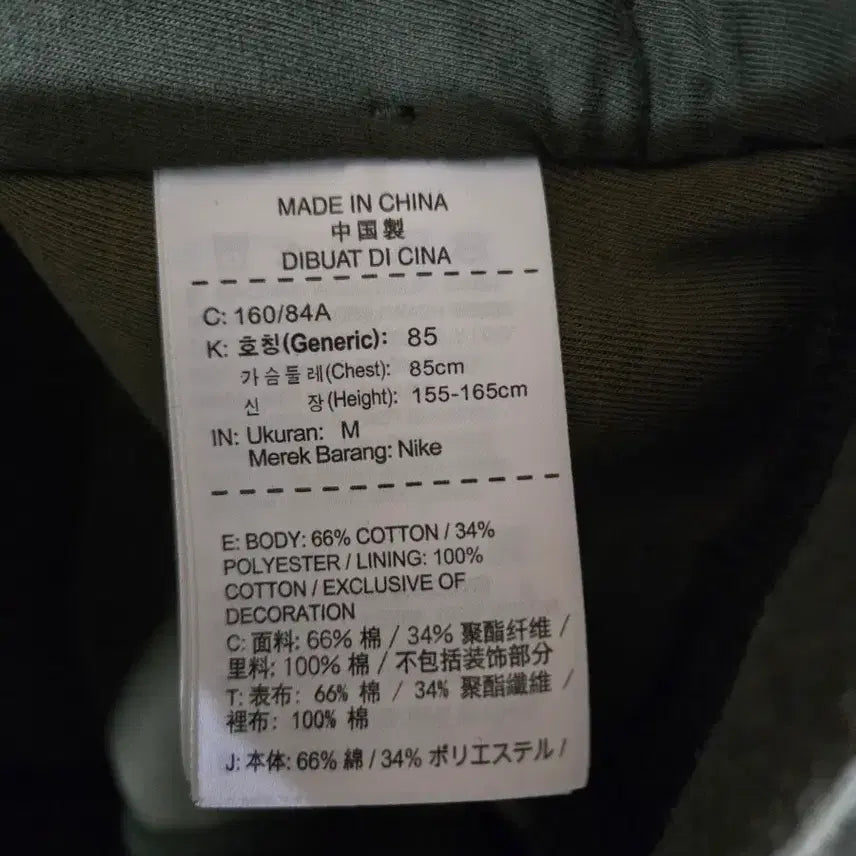 MADE IN CHINA
中国製
DIBUAT DI CINA
C: 160/84A
K: 호칭(Generic): 85
가슴둘레(Chest): 85cm
신 장(Height): 155-165cm
IN: Ukuran: M
Merek Barang: Nike
E: BODY: 66% COTTON / 34%
POLYESTER / LINING: 100%
COTTON / EXCLUSIVE OF
DECORATION
C: 面料: 66% 棉 / 34% 聚酯纤维 /
里料: 100% 棉 / 不包括装饰部分
T: 表布: 66% 棉 / 34% 聚酯纖維 /
裡布: 100% 棉
J: 本体: 66% 綿 / 34% ポリエステル /